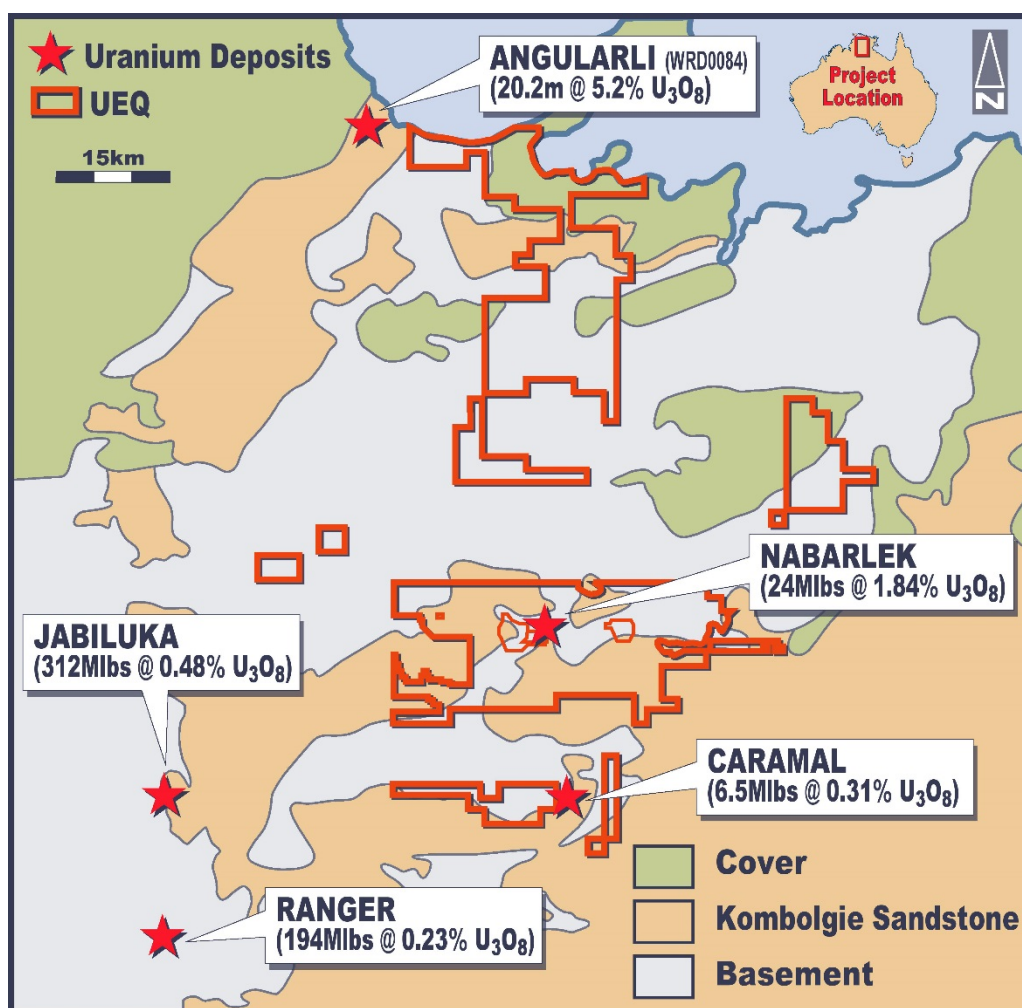 Uranium Deposits
UEQ
15km
ANGULARLI (WRD0084)
(20.2m @ 5.2% U₃O₈)
Project
Location
N
NABARLEK
(24Mlbs @ 1.84% U₃O₈)
JABILUKA
(312Mlbs @ 0.48% U₃O₈)
CARAMAL
(6.5Mlbs @ 0.31% U₃O₈)
RANGER
(194Mlbs @ 0.23% U₃O₈)
Cover
Kombolgie Sandstone
Basement